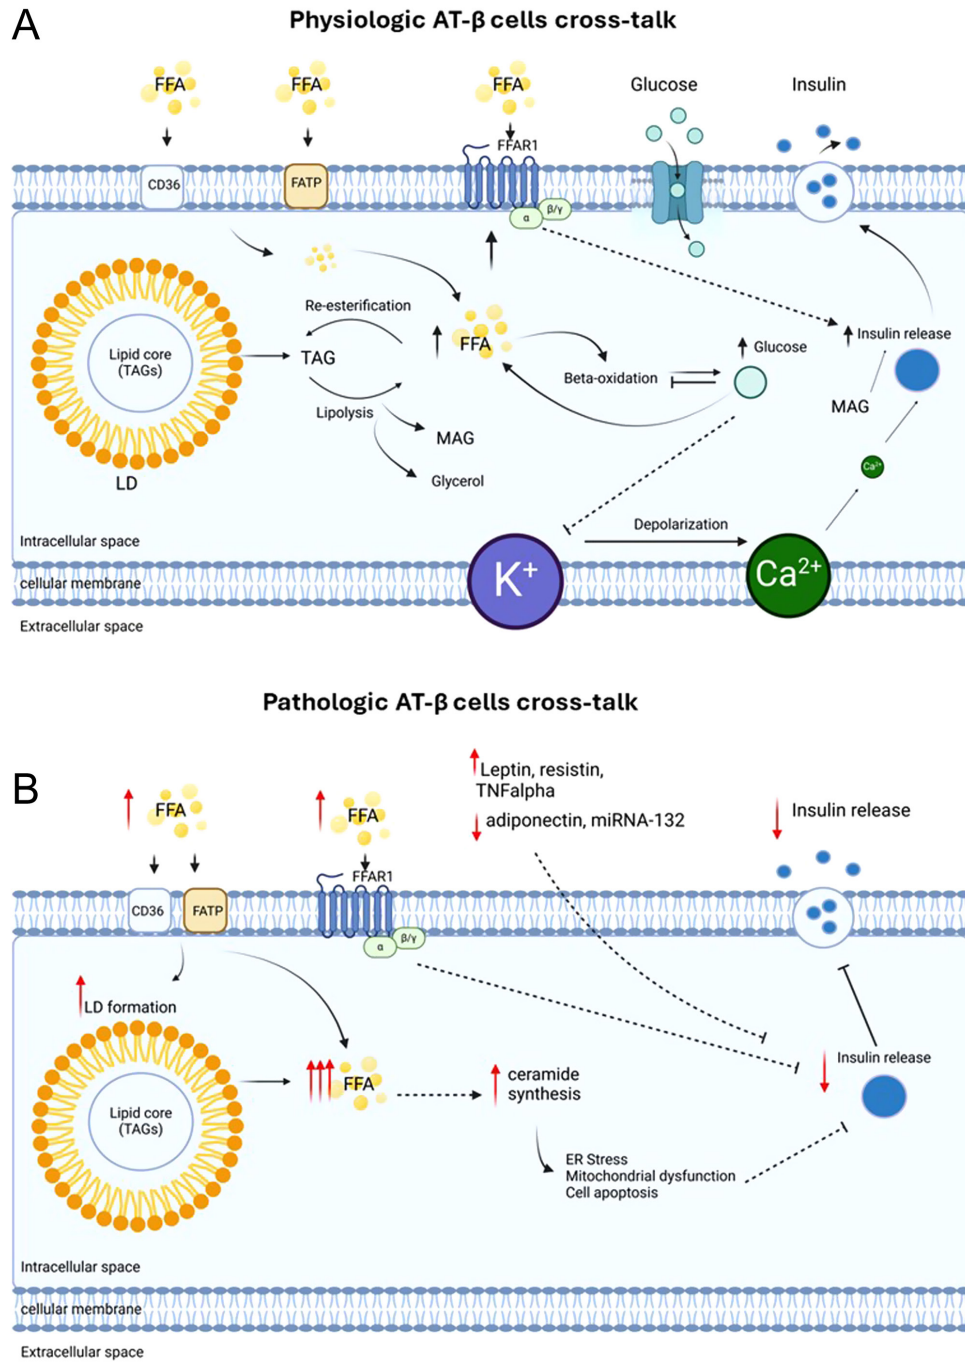 A
Physiologic AT-β cells cross-talk
FFA
FFA
FFA
Glucose
Insulin
FFAR1
CD36
FATP
α
β/γ
Re-esterification
Lipid core
(TAGs)
TAG
FFA
Glucose
Insulin release
Beta-oxidation
Lipolysis
MAG
MAG
Glycerol
LD
Ca²⁺
Depolarization
Intracellular space
cellular membrane
K⁺
Ca²⁺
Extracellular space
Pathologic AT-β cells cross-talk
B
FFA
FFA
Leptin, resistin,
TNFalpha
adiponectin, miRNA-132
Insulin release
FFAR1
CD36
FATP
α
β/γ
LD formation
Lipid core
(TAGs)
FFA
ceramide
synthesis
Insulin release
ER Stress
Mitochondrial dysfunction
Cell apoptosis
Intracellular space
cellular membrane
Extracellular space